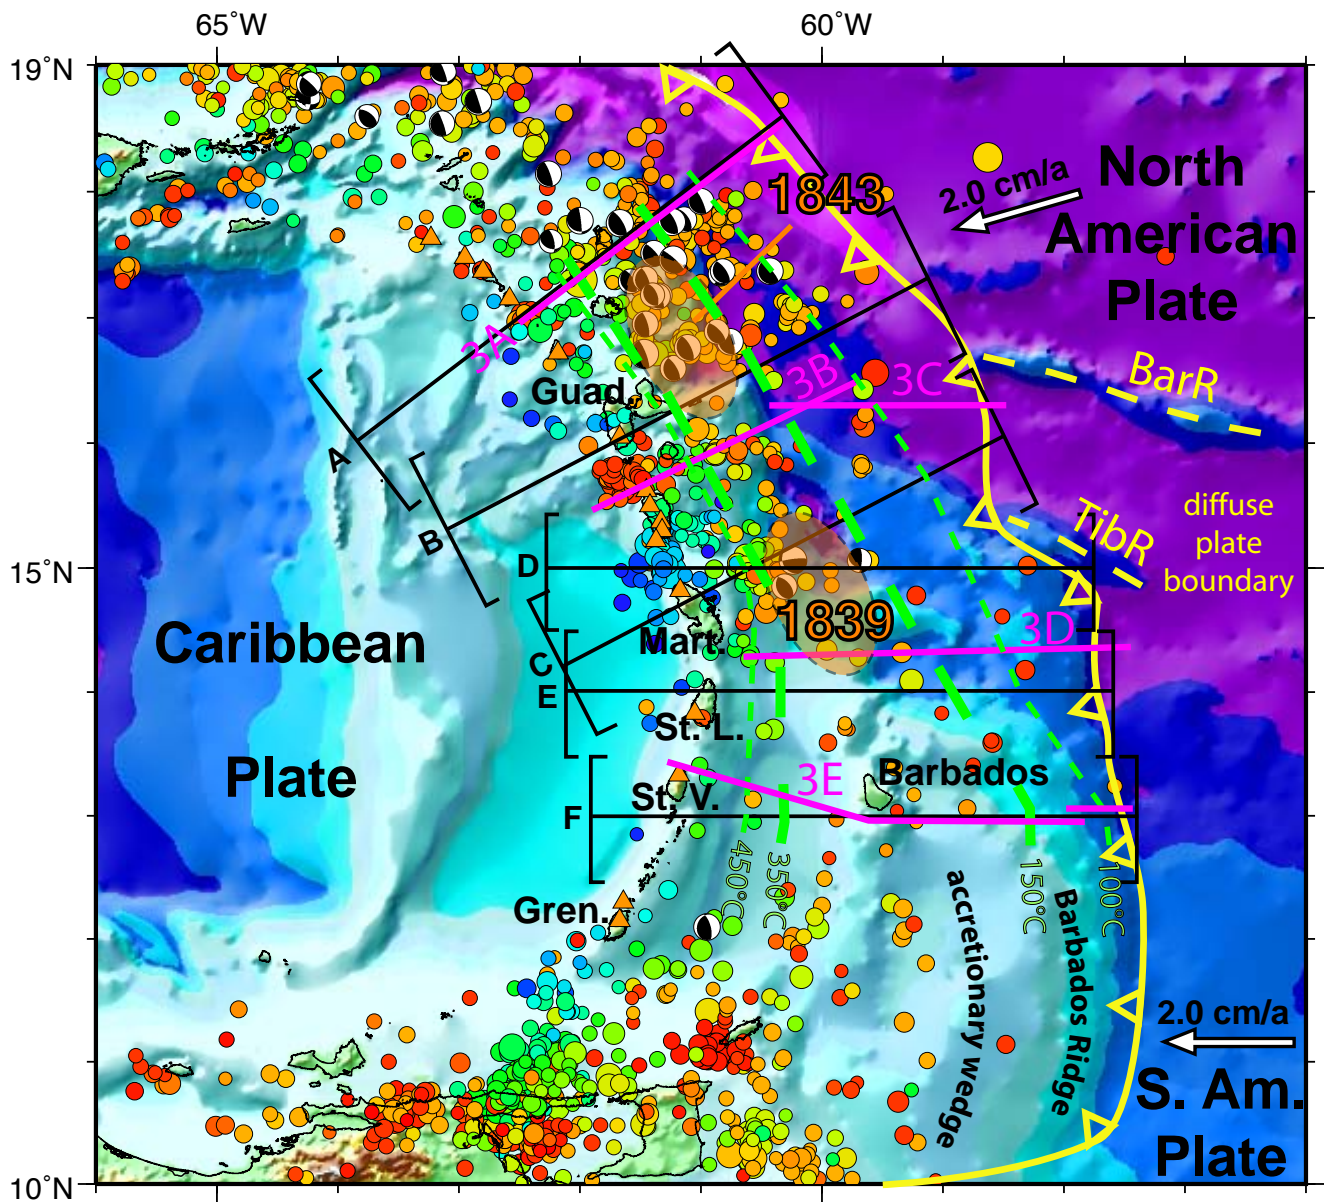 65°W
60°W
19°N
North
American
Plate
2.0 cm/a
1843
3A
3B
3C
BarR
Guad.
A
B
TibR
diffuse
plate
boundary
15°N
D
1839
3D
Mart.
C
E
Caribbean
Plate
St. L.
3E
Barbados
St. V.
F
450°C
350°C
150°C
100°C
Gren.
accretionary wedge
Barbados Ridge
2.0 cm/a
S. Am.
Plate
10°N